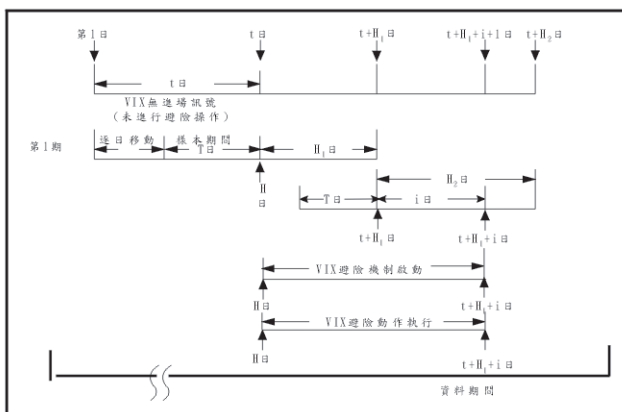 第1日 t日 t+H₁日 t+H₁+i+1日 t+H₂日
t日
VIX無進場訊號
(未進行避險操作)
第1期
逐日移動 樣本期間
T日 H₁日
H日
H₂日
T日 i日
t+H₁日 t+H₁+i日
VIX避險機制啟動
H日 t+H₁+i日
VIX避險動作執行
H日 t+H₁+i日
資料期間